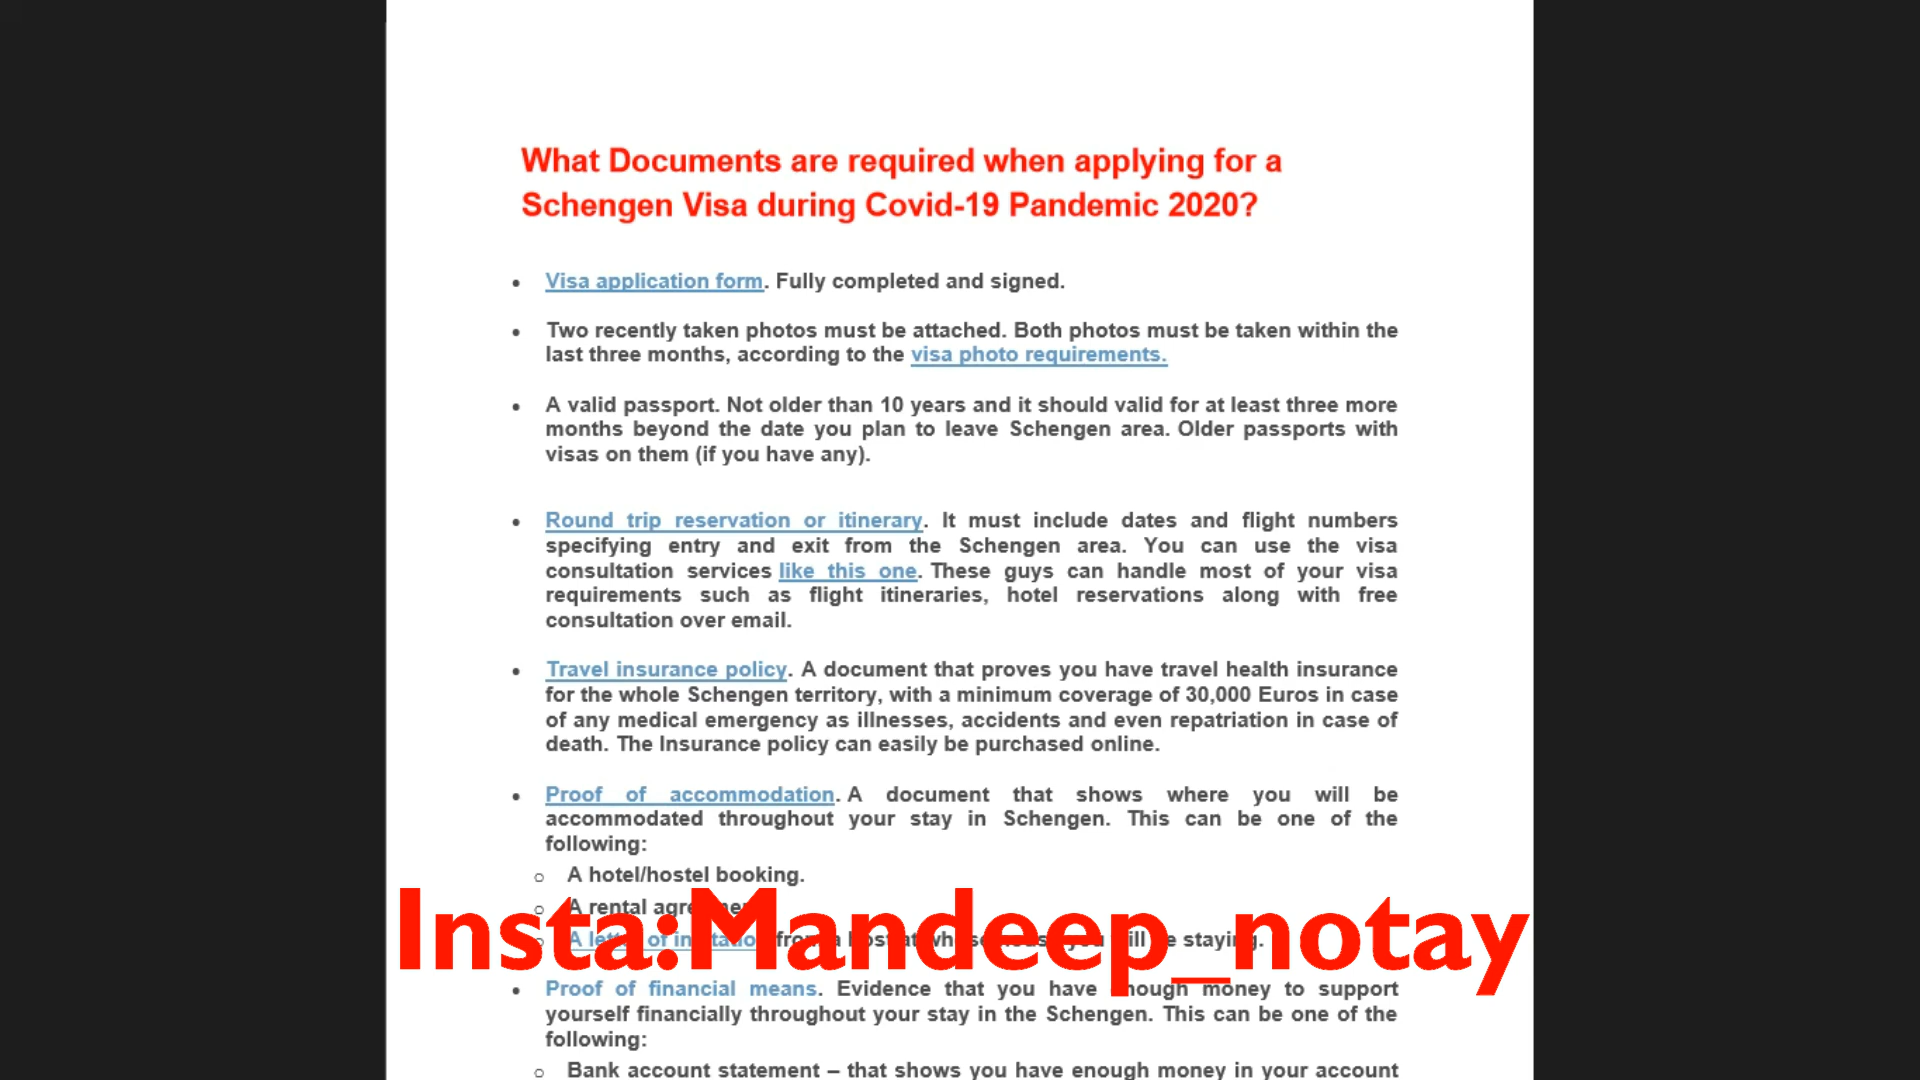 What Documents are required when applying for a
Schengen Visa during Covid-19 Pandemic 2020?
• Visa application form. Fully completed and signed.
• Two recently taken photos must be attached. Both photos must be taken within the
last three months, according to the visa photo requirements.
• A valid passport. Not older than 10 years and it should valid for at least three more
months beyond the date you plan to leave Schengen area. Older passports with
visas on them (if you have any).
• Round trip reservation or itinerary. It must include dates and flight numbers
specifying entry and exit from the Schengen area. You can use the visa
consultation services like this one. These guys can handle most of your visa
requirements such as flight itineraries, hotel reservations along with free
consultation over email.
• Travel insurance policy. A document that proves you have travel health insurance
for the whole Schengen territory, with a minimum coverage of 30,000 Euros in case
of any medical emergency as illnesses, accidents and even repatriation in case of
death. The Insurance policy can easily be purchased online.
• Proof of accommodation. A document that shows where you will be
accommodated throughout your stay in Schengen. This can be one of the
following:
o A hotel/hostel booking.
o A rental
Insta:Mandeep_notay
A of from a staying.
• Proof of financial means. Evidence that you have enough money to support
yourself financially throughout your stay in the Schengen. This can be one of the
following:
o Bank account statement – that shows you have enough money in your account